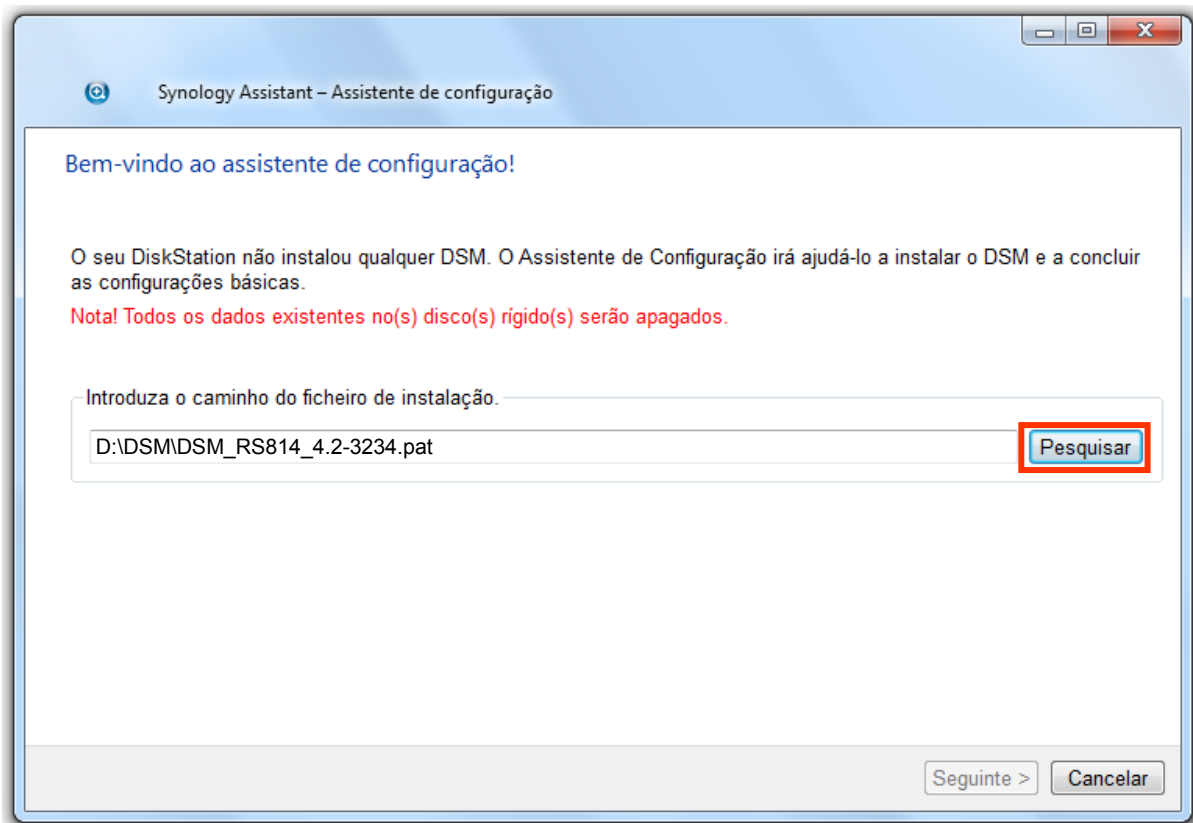 Synology Assistant – Assistente de configuração
Bem-vindo ao assistente de configuração!
O seu DiskStation não instalou qualquer DSM. O Assistente de Configuração irá ajudá-lo a instalar o DSM e a concluir
as configurações básicas.
Nota! Todos os dados existentes no(s) disco(s) rígido(s) serão apagados.
Introduza o caminho do ficheiro de instalação.
D:\DSM\DSM_RS814_4.2-3234.pat
Pesquisar
Seguinte >
Cancelar